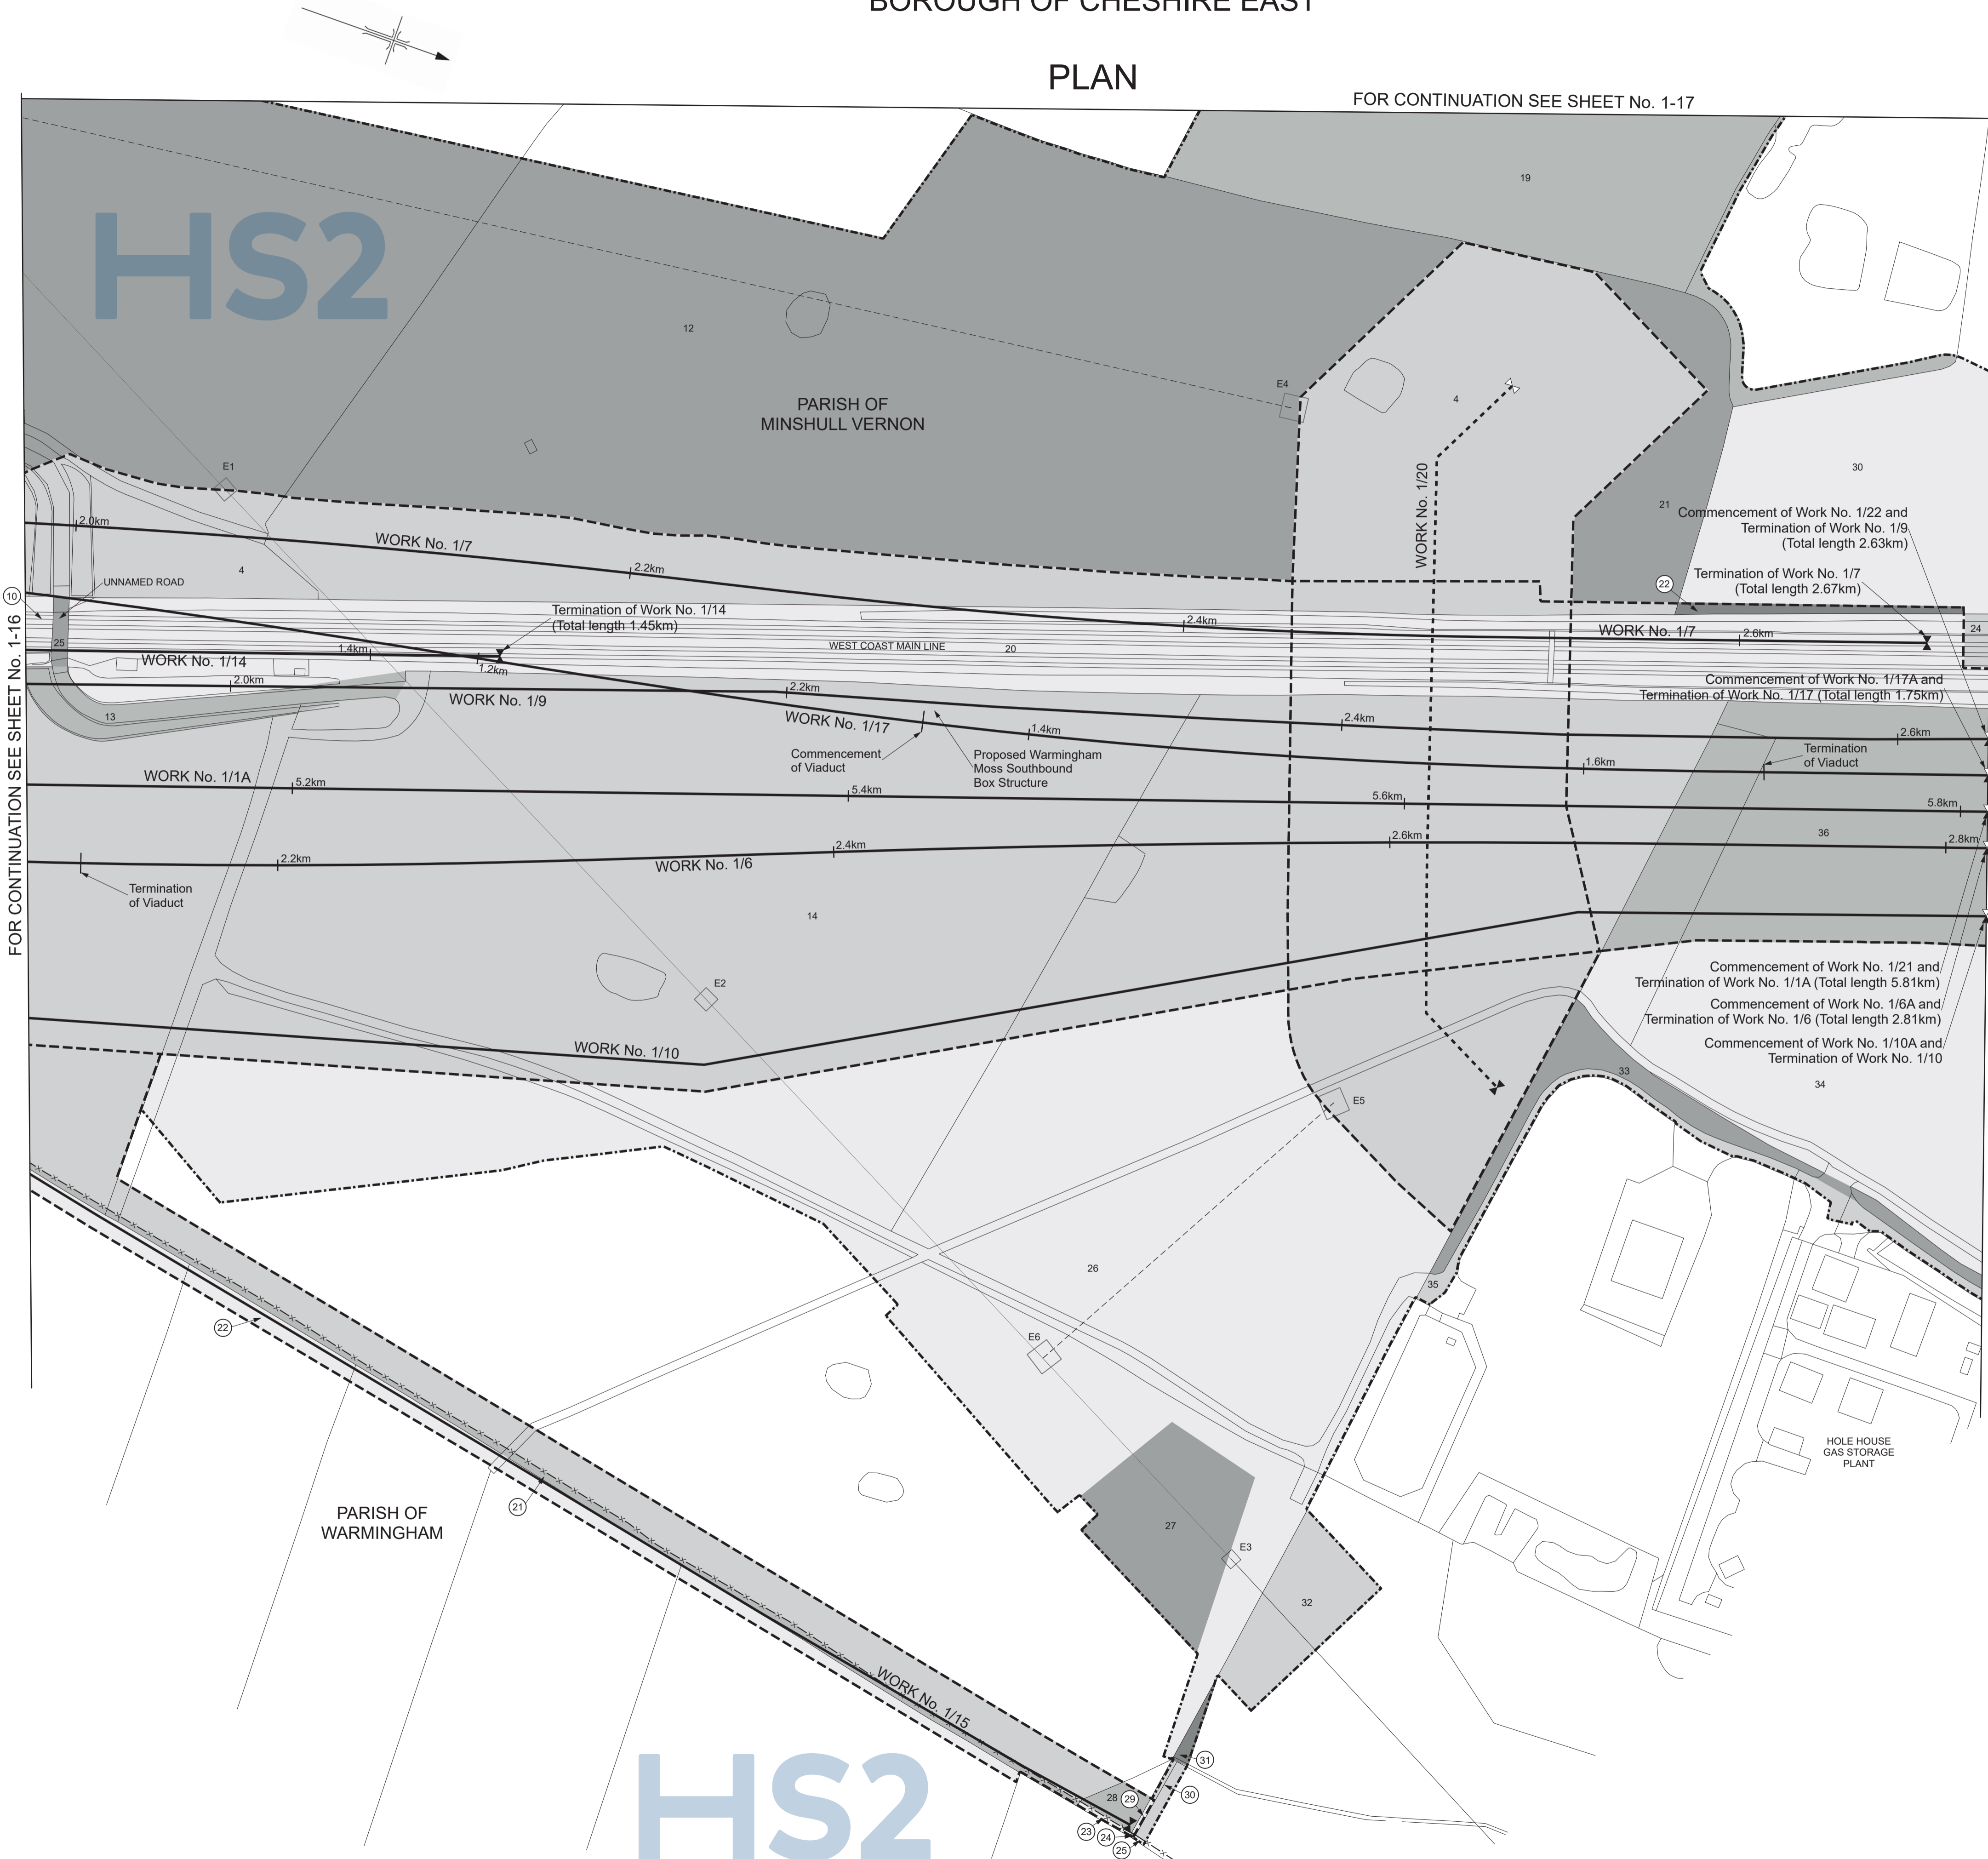 BOROUGH OF CHESHIRE EAST
PLAN
FOR CONTINUATION SEE SHEET No. 1-17
19
HS2
12
PARISH OF
MINSHULL VERNON
E4
4
30
E1
WORK No. 1/20
21
Commencement of Work No. 1/22 and
Termination of Work No. 1/9
(Total length 2.63km)
2.0km
WORK No. 1/7
2.2km
4
UNNAMED ROAD
22
Termination of Work No. 1/7
(Total length 2.67km)
10
FOR CONTINUATION SEE SHEET No. 1-16
Termination of Work No. 1/14
(Total length 1.45km)
2.4km
WORK No. 1/7
2.6km
24
25
WEST COAST MAIN LINE
20
WORK No. 1/14
1.4km
1.2km
2.0km
WORK No. 1/9
2.2km
Commencement of Work No. 1/17A and
Termination of Work No. 1/17 (Total length 1.75km)
13
WORK No. 1/17
1.4km
2.4km
2.6km
Commencement
of Viaduct
Proposed Warmingham
Moss Southbound
Box Structure
1.6km
Termination
of Viaduct
WORK No. 1/1A
5.2km
5.4km
5.6km
5.8km
36
2.2km
WORK No. 1/6
2.4km
2.6km
2.8km
Termination
of Viaduct
14
E2
Commencement of Work No. 1/21 and
Termination of Work No. 1/1A (Total length 5.81km)
Commencement of Work No. 1/6A and
Termination of Work No. 1/6 (Total length 2.81km)
Commencement of Work No. 1/10A and
Termination of Work No. 1/10
WORK No. 1/10
33
34
E5
26
35
22
E6
HOLE HOUSE
GAS STORAGE
PLANT
21
PARISH OF
WARMINGHAM
27
E3
32
WORK No. 1/15
HS2
31
30
28
29
23
24
25